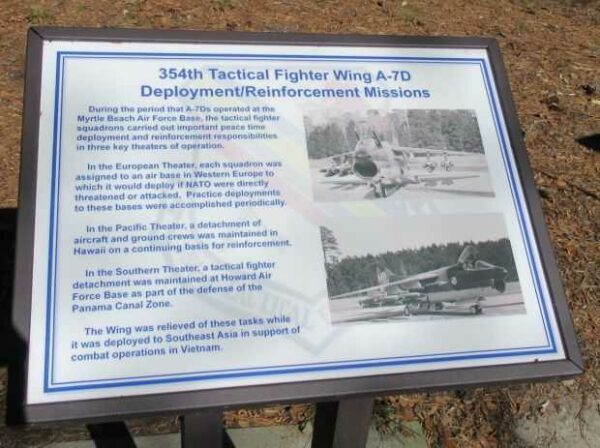 354th Tactical Fighter Wing A-7D
Deployment/Reinforcement Missions
During the period that A-7Ds operated at the
Myrtle Beach Air Force Base, the tactical fighter
squadrons carried out important peace time
deployment and reinforcement responsibilities
in three key theaters of operation.
In the European Theater, each squadron was
assigned to an air base in Western Europe to
which it would deploy if NATO were directly
threatened or attacked. Practice deployments
to these bases were accomplished periodically.
In the Pacific Theater, a detachment of
aircraft and ground crews was maintained in
Hawaii on a continuing basis for reinforcement.
In the Southern Theater, a tactical fighter
detachment was maintained at Howard Air
Force Base as part of the defense of the
Panama Canal Zone.
The Wing was relieved of these tasks while
it was deployed to Southeast Asia in support of
combat operations in Vietnam.